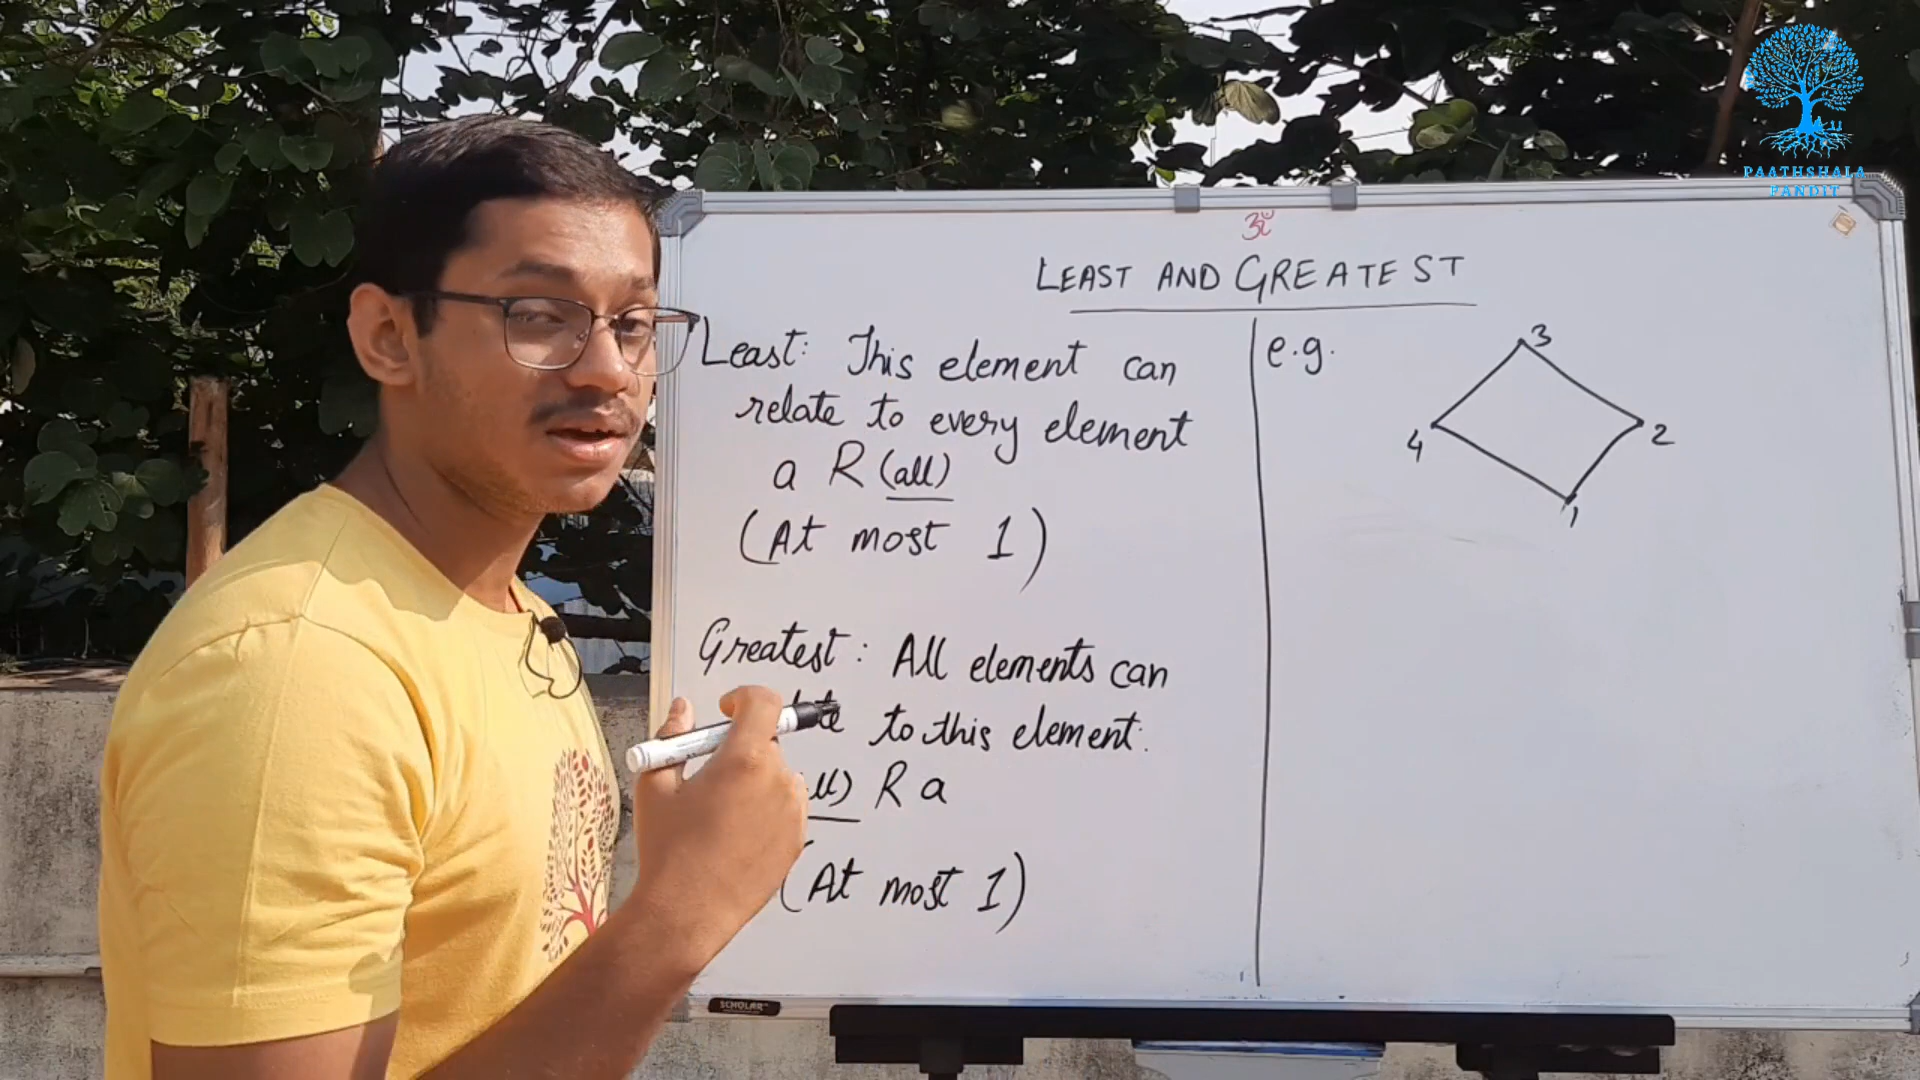 PAATHSHALA
PANDIT
ॐ
LEAST AND GREATEST
Least: This element can
relate to every element
a R (all)
(At most 1)
Greatest: All elements can
to this element.
R a
(At most 1)
e.g.
3
4
2
1
SCHOLAR